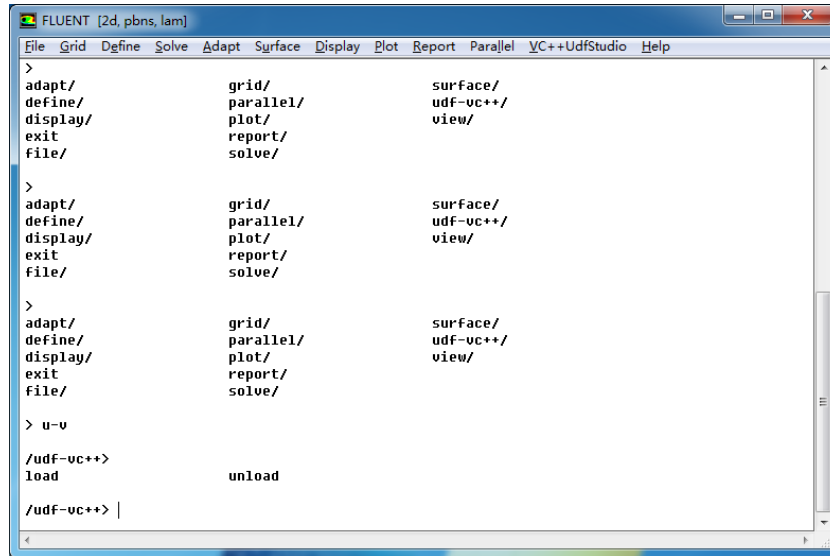 FLUENT [2d, pbns, lam]
File Grid Define Solve Adapt Surface Display Plot Report Parallel VC++UdfStudio Help
>
adapt/ grid/ surface/
define/ parallel/ udf-vc++/
display/ plot/ view/
exit report/
file/ solve/
>
adapt/ grid/ surface/
define/ parallel/ udf-vc++/
display/ plot/ view/
exit report/
file/ solve/
>
adapt/ grid/ surface/
define/ parallel/ udf-vc++/
display/ plot/ view/
exit report/
file/ solve/
> u-v
/udf-vc++>
load unload
/udf-vc++>